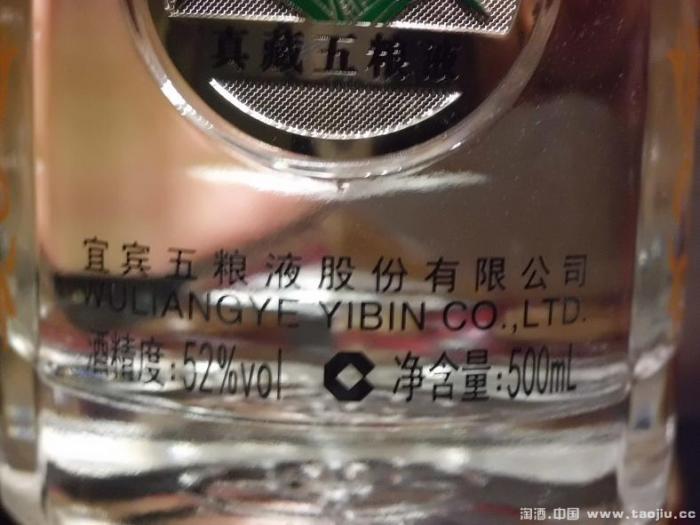 真藏五粮液
宜宾五粮液股份有限公司
WULIANGYE YIBIN CO.,LTD.
酒精度:52%vol 净含量:500mL
淘酒.中国 www.taojiu.cc